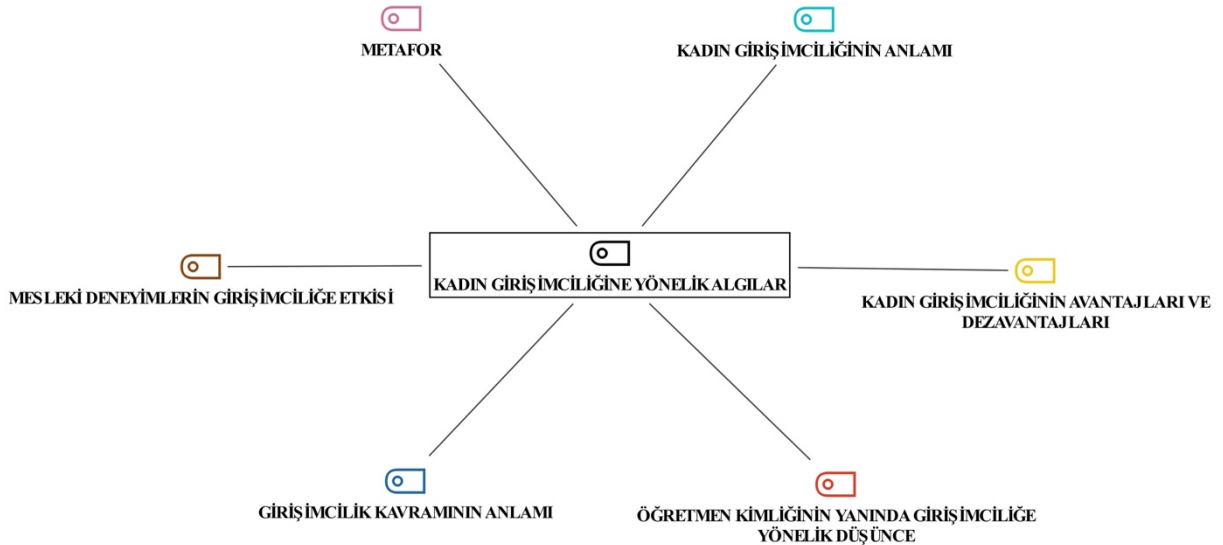 METAFOR
KADIN GİRİŞİMCİLİĞİNİN ANLAMI
KADIN GİRİŞİMCİLİĞİNE YÖNELİK ALGILAR
MESLEKİ DENEYİMLERİN GİRİŞİMCİLİĞE ETKİSİ
KADIN GİRİŞİMCİLİĞİNİN AVANTAJLARI VE
DEZAVANTAJLARI
GİRİŞİMCİLİK KAVRAMININ ANLAMI
ÖĞRETMEN KİMLİĞİNİN YANINDA GİRİŞİMCİLİĞE
YÖNELİK DÜŞÜNCE